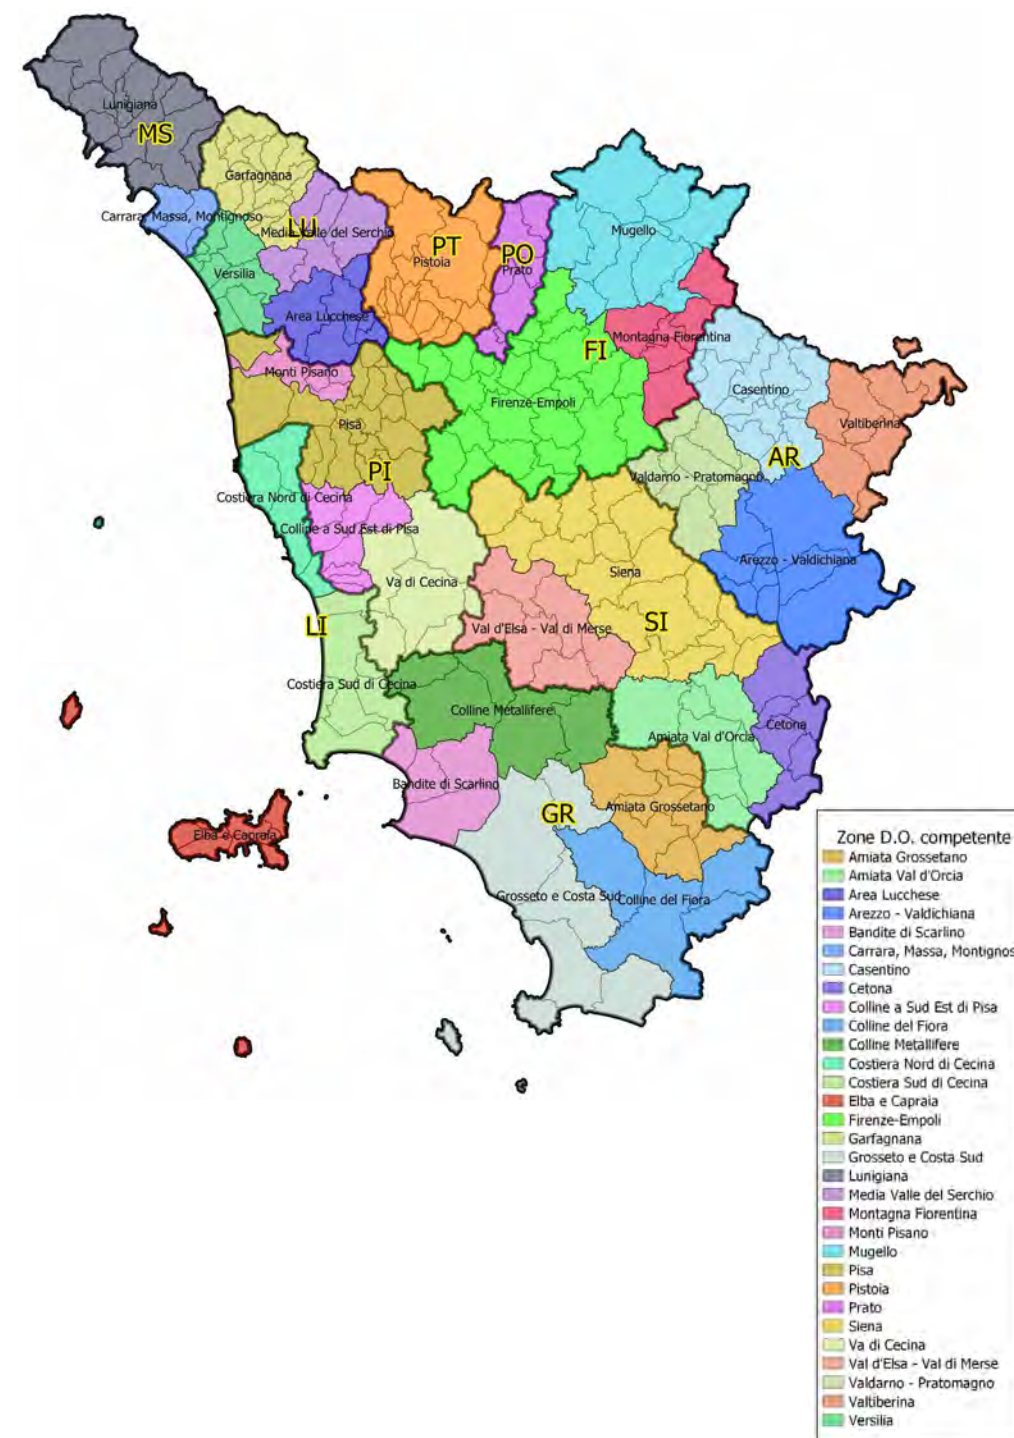 Lunigiana
MS
Garfagnana
Carrara, Massa, Montignoso
LU
Media Valle del Serchio
Versilia
PT
Pistoia
PO
Prato
Mugello
Area Lucchese
Montagna Fiorentina
FI
Monti Pisano
Casentino
Firenze-Empoli
Valtiberina
Pisa
AR
PI
Valdarno - Pratomagno
Costiera Nord di Cecina
Colline a Sud Est di Pisa
Arezzo - Valdichiana
Siena
Va di Cecina
LI
Val d'Elsa - Val di Merse
SI
Costiera Sud di Cecina
Colline Metallifere
Cetona
Amiata Val d'Orcia
Bandite di Scarlino
GR
Amiata Grossetano
Elba e Capraia
Grosseto e Costa Sud
Colline del Fiora
Zone D.O. competente
Amiata Grossetano
Amiata Val d'Orcia
Area Lucchese
Arezzo - Valdichiana
Bandite di Scarlino
Carrara, Massa, Montignos
Casentino
Cetona
Colline a Sud Est di Pisa
Colline del Fiora
Colline Metallifere
Costiera Nord di Cecina
Costiera Sud di Cecina
Elba e Capraia
Firenze-Empoli
Garfagnana
Grosseto e Costa Sud
Lunigiana
Media Valle del Serchio
Montagna Fiorentina
Monti Pisano
Mugello
Pisa
Pistoia
Prato
Siena
Va di Cecina
Val d'Elsa - Val di Merse
Valdarno - Pratomagno
Valtiberina
Versilia